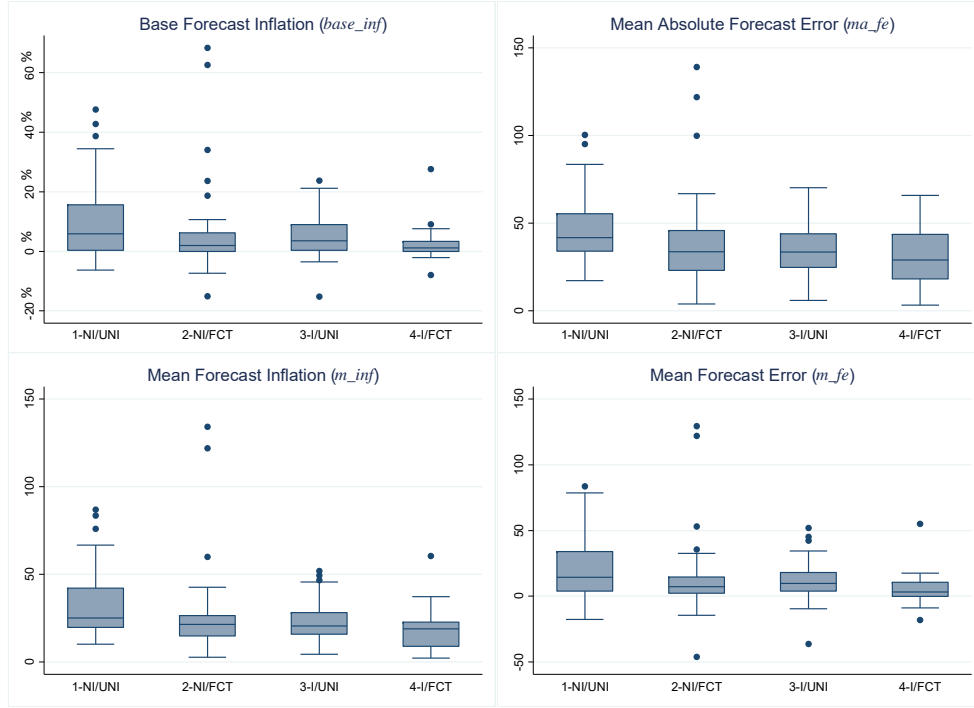 Base Forecast Inflation (base_inf)
60 %
40 %
20 %
0 %
-20 %
1-NI/UNI 2-NI/FCT 3-I/UNI 4-I/FCT
Mean Absolute Forecast Error (ma_fe)
150
100
50
0
1-NI/UNI 2-NI/FCT 3-I/UNI 4-I/FCT
Mean Forecast Inflation (m_inf)
150
100
50
0
1-NI/UNI 2-NI/FCT 3-I/UNI 4-I/FCT
Mean Forecast Error (m_fe)
150
100
50
0
-50
1-NI/UNI 2-NI/FCT 3-I/UNI 4-I/FCT